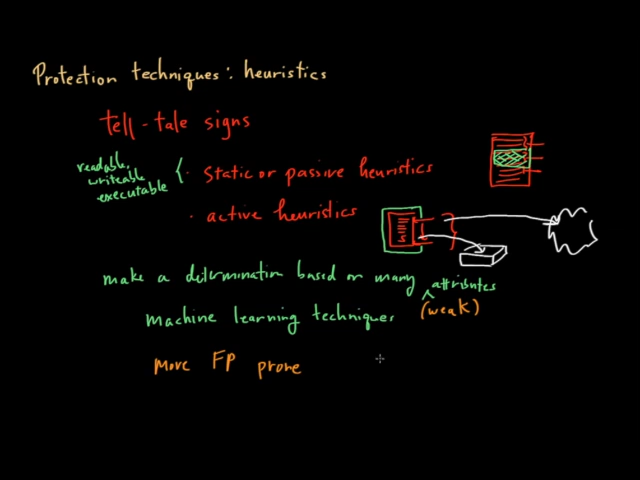 Protection techniques: heuristics
tell-tale signs
readable,
writeable
executable
· Static or passive heuristics
· active heuristics
make a determination based on many attributes
(weak)
machine learning techniques
more FP prone